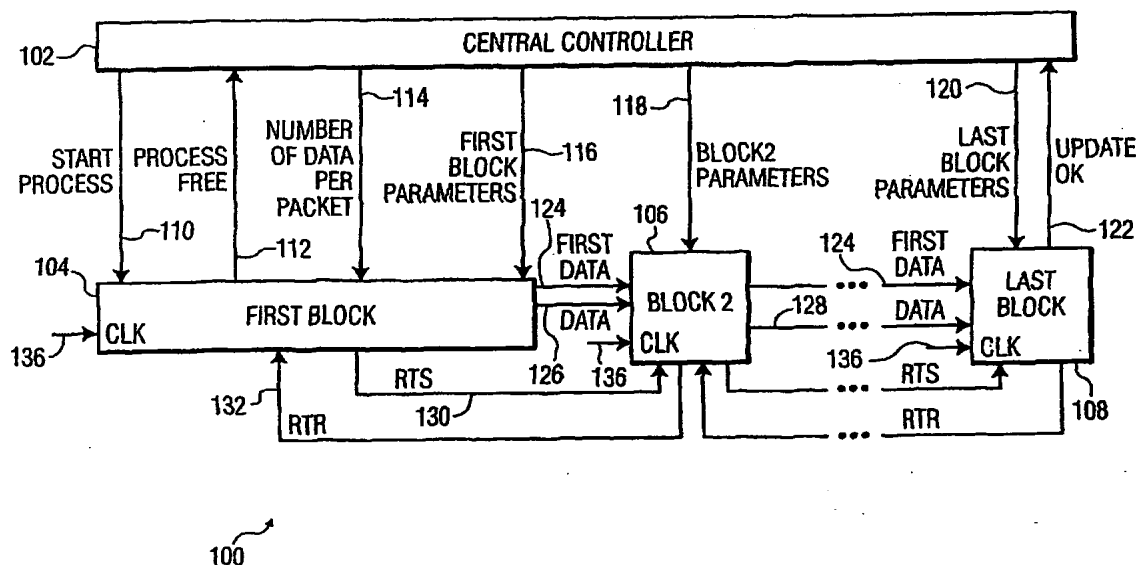 CENTRAL CONTROLLER
102
114
118
120
START
PROCESS
PROCESS
FREE
NUMBER
OF DATA
PER
PACKET
FIRST
BLOCK
PARAMETERS
116
BLOCK2
PARAMETERS
LAST
BLOCK
PARAMETERS
UPDATE
OK
110
112
124
106
122
104
FIRST
DATA
124
FIRST
DATA
FIRST BLOCK
BLOCK 2
LAST
BLOCK
DATA
128
DATA
136
CLK
126
136
CLK
136
CLK
132
RTS
130
RTS
108
RTR
RTR
100